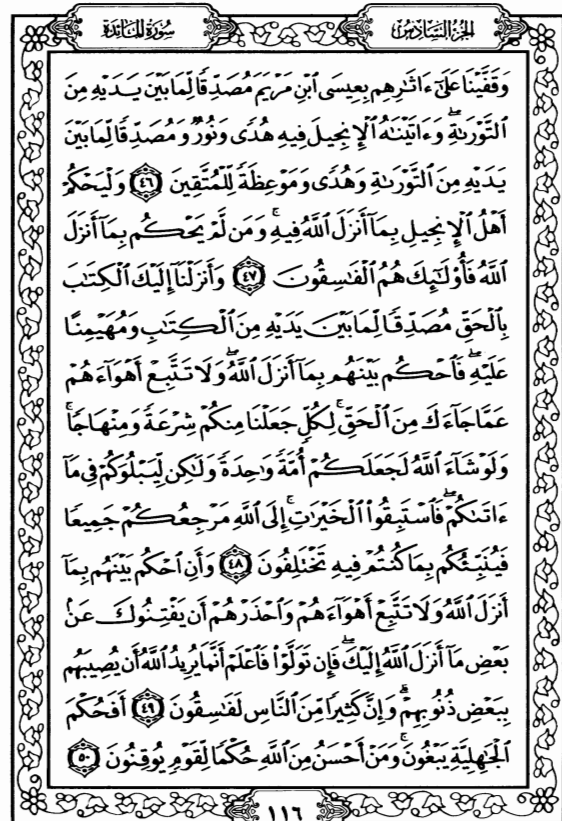 الجزء السادس
سورة المائدة
وَقَفَّيْنَا عَلَىٰٓ ءَاثَٰرِهِم بِعِيسَى ٱبْنِ مَرْيَمَ مُصَدِّقًا لِّمَا بَيْنَ يَدَيْهِ مِنَ
ٱلتَّوْرَىٰةِ ۖ وَءَاتَيْنَٰهُ ٱلْإِنجِيلَ فِيهِ هُدًى وَنُورٌ وَمُصَدِّقًا لِّمَا بَيْنَ
يَدَيْهِ مِنَ ٱلتَّوْرَىٰةِ وَهُدًى وَمَوْعِظَةً لِّلْمُتَّقِينَ ٤٦ وَلْيَحْكُمْ
أَهْلُ ٱلْإِنجِيلِ بِمَآ أَنزَلَ ٱللَّهُ فِيهِ ۚ وَمَن لَّمْ يَحْكُم بِمَآ أَنزَلَ
ٱللَّهُ فَأُو۟لَٰٓئِكَ هُمُ ٱلْفَٰسِقُونَ ٤٧ وَأَنزَلْنَآ إِلَيْكَ ٱلْكِتَٰبَ
بِٱلْحَقِّ مُصَدِّقًا لِّمَا بَيْنَ يَدَيْهِ مِنَ ٱلْكِتَٰبِ وَمُهَيْمِنًا
عَلَيْهِ ۖ فَٱحْكُم بَيْنَهُم بِمَآ أَنزَلَ ٱللَّهُ ۖ وَلَا تَتَّبِعْ أَهْوَآءَهُمْ
عَمَّا جَآءَكَ مِنَ ٱلْحَقِّ ۚ لِكُلٍّ جَعَلْنَا مِنكُمْ شِرْعَةً وَمِنْهَاجًا ۚ
وَلَوْ شَآءَ ٱللَّهُ لَجَعَلَكُمْ أُمَّةً وَٰحِدَةً وَلَٰكِن لِّيَبْلُوَكُمْ فِى مَآ
ءَاتَىٰكُمْ ۖ فَٱسْتَبِقُوا۟ ٱلْخَيْرَٰتِ ۚ إِلَى ٱللَّهِ مَرْجِعُكُمْ جَمِيعًا
فَيُنَبِّئُكُم بِمَا كُنتُمْ فِيهِ تَخْتَلِفُونَ ٤٨ وَأَنِ ٱحْكُم بَيْنَهُم بِمَآ
أَنزَلَ ٱللَّهُ وَلَا تَتَّبِعْ أَهْوَآءَهُمْ وَٱحْذَرْهُمْ أَن يَفْتِنُوكَ عَنۢ
بَعْضِ مَآ أَنزَلَ ٱللَّهُ إِلَيْكَ ۖ فَإِن تَوَلَّوْا۟ فَٱعْلَمْ أَنَّمَا يُرِيدُ ٱللَّهُ أَن يُصِيبَهُم
بِبَعْضِ ذُنُوبِهِمْ ۗ وَإِنَّ كَثِيرًا مِّنَ ٱلنَّاسِ لَفَٰسِقُونَ ٤٩ أَفَحُكْمَ
ٱلْجَٰهِلِيَّةِ يَبْغُونَ ۚ وَمَنْ أَحْسَنُ مِنَ ٱللَّهِ حُكْمًا لِّقَوْمٍ يُوقِنُونَ ٥٠
١١٦